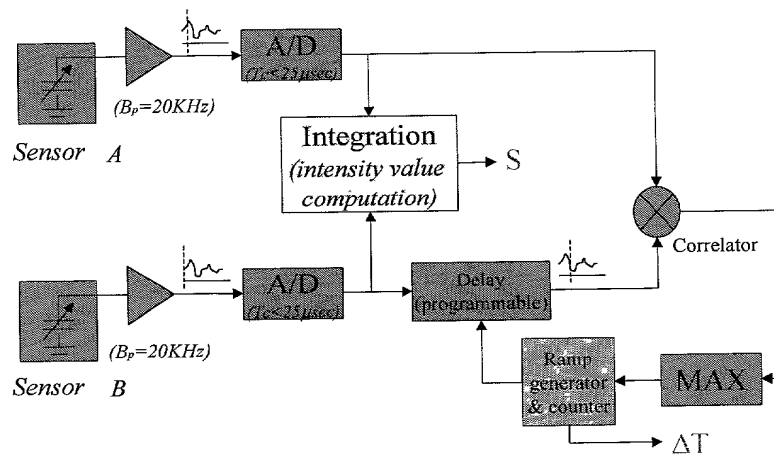 A/D
(Tc<25μsec)
(Bₚ=20KHz)
Sensor A
Integration
(intensity value
computation)
S
Correlator
A/D
(Tc<25μsec)
Delay
(programmable)
(Bₚ=20KHz)
Sensor B
Ramp
generator
& counter
MAX
ΔT